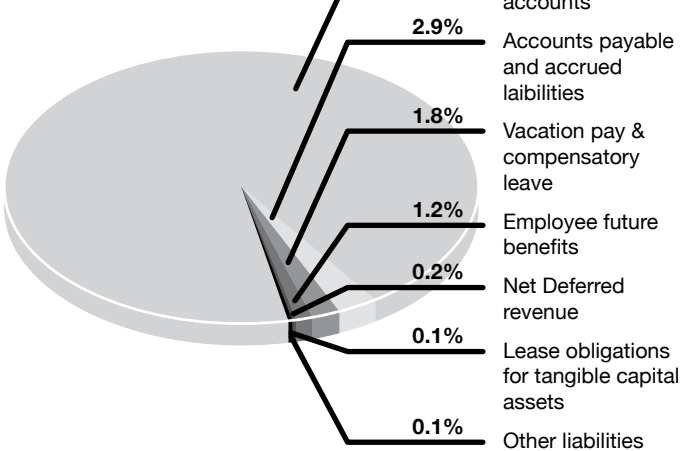 accounts
2.9%
Accounts payable
and accrued
laibilities
1.8%
Vacation pay &
compensatory
leave
1.2%
Employee future
benefits
0.2%
Net Deferred
revenue
0.1%
Lease obligations
for tangible capital
assets
0.1%
Other liabilities